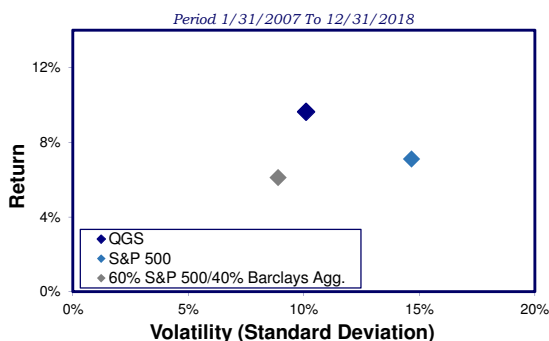 Period 1/31/2007 To 12/31/2018
12%
8%
4%
0%
Return
QGS
S&P 500
60% S&P 500/40% Barclays Agg.
0%
5%
10%
15%
20%
Volatility (Standard Deviation)